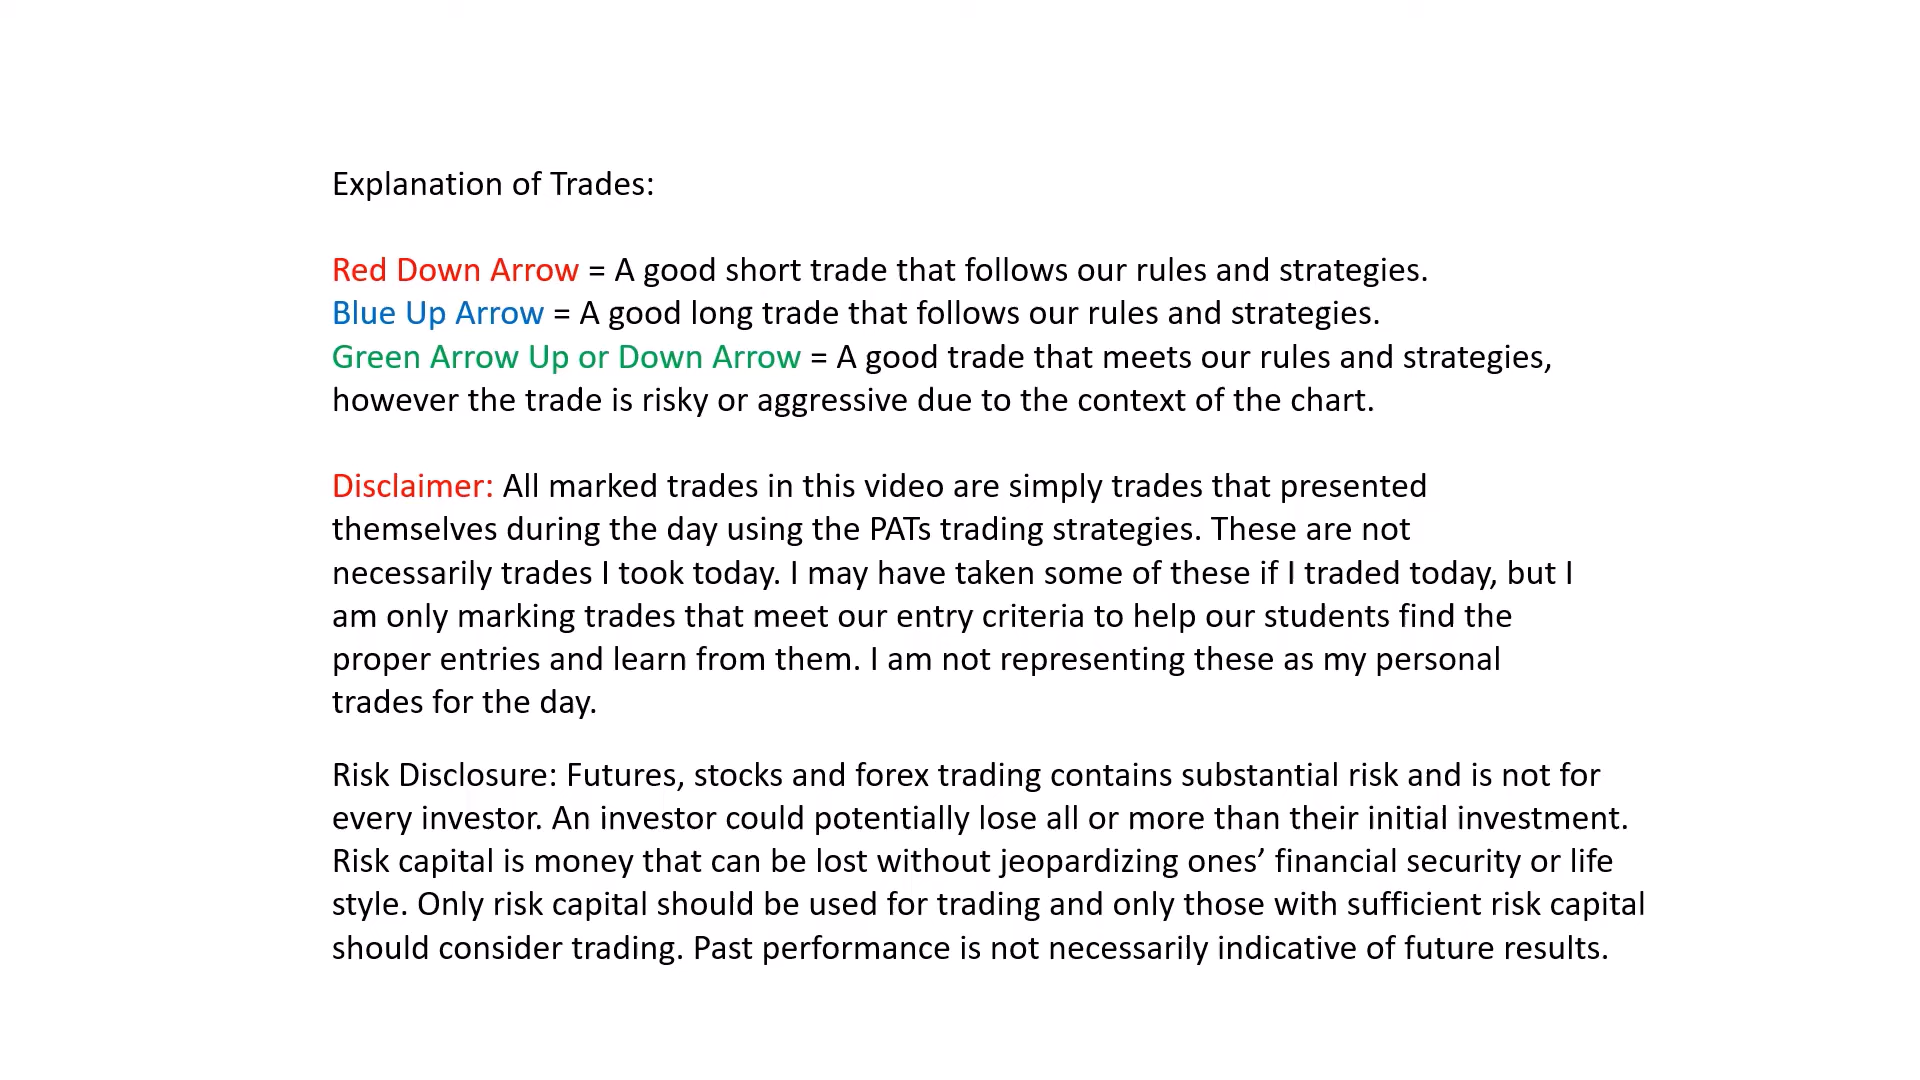 Explanation of Trades:
Red Down Arrow = A good short trade that follows our rules and strategies.
Blue Up Arrow = A good long trade that follows our rules and strategies.
Green Arrow Up or Down Arrow = A good trade that meets our rules and strategies,
however the trade is risky or aggressive due to the context of the chart.
Disclaimer: All marked trades in this video are simply trades that presented
themselves during the day using the PATs trading strategies. These are not
necessarily trades I took today. I may have taken some of these if I traded today, but I
am only marking trades that meet our entry criteria to help our students find the
proper entries and learn from them. I am not representing these as my personal
trades for the day.
Risk Disclosure: Futures, stocks and forex trading contains substantial risk and is not for
every investor. An investor could potentially lose all or more than their initial investment.
Risk capital is money that can be lost without jeopardizing ones’ financial security or life
style. Only risk capital should be used for trading and only those with sufficient risk capital
should consider trading. Past performance is not necessarily indicative of future results.